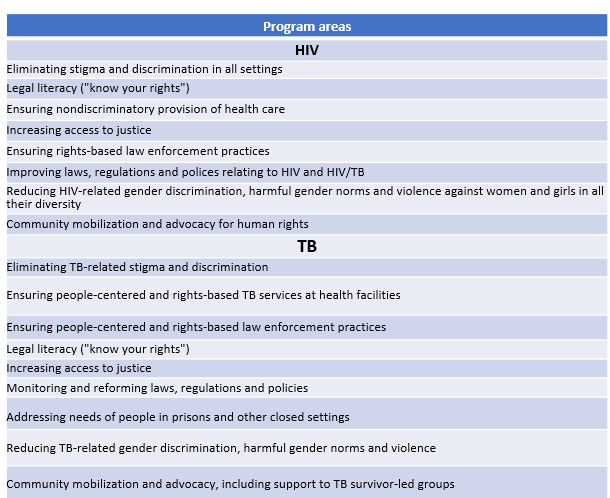 Program areas
HIV
Eliminating stigma and discrimination in all settings
Legal literacy ("know your rights")
Ensuring nondiscriminatory provision of health care
Increasing access to justice
Ensuring rights-based law enforcement practices
Improving laws, regulations and polices relating to HIV and HIV/TB
Reducing HIV-related gender discrimination, harmful gender norms and violence against women and girls in all
their diversity
Community mobilization and advocacy for human rights
TB
Eliminating TB-related stigma and discrimination
Ensuring people-centered and rights-based TB services at health facilities
Ensuring people-centered and rights-based law enforcement practices
Legal literacy ("know your rights")
Increasing access to justice
Monitoring and reforming laws, regulations and policies
Addressing needs of people in prisons and other closed settings
Reducing TB-related gender discrimination, harmful gender norms and violence
Community mobilization and advocacy, including support to TB survivor-led groups